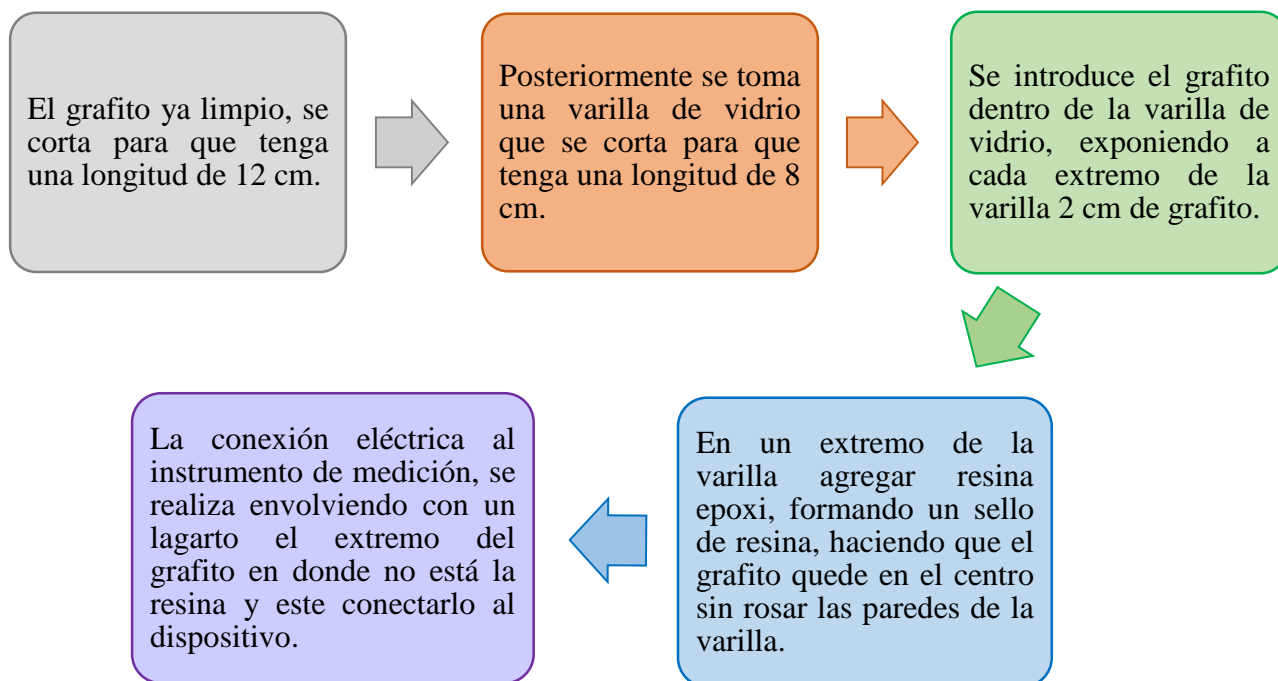 El grafito ya limpio, se
corta para que tenga
una longitud de 12 cm.
Posteriormente se toma
una varilla de vidrio
que se corta para que
tenga una longitud de 8
cm.
Se introduce el grafito
dentro de la varilla de
vidrio, exponiendo a
cada extremo de la
varilla 2 cm de grafito.
En un extremo de la
varilla agregar resina
epoxi, formando un sello
de resina, haciendo que el
grafito quede en el centro
sin rosar las paredes de la
varilla.
La conexión eléctrica al
instrumento de medición, se
realiza envolviendo con un
lagarto el extremo del
grafito en donde no está la
resina y este conectarlo al
dispositivo.